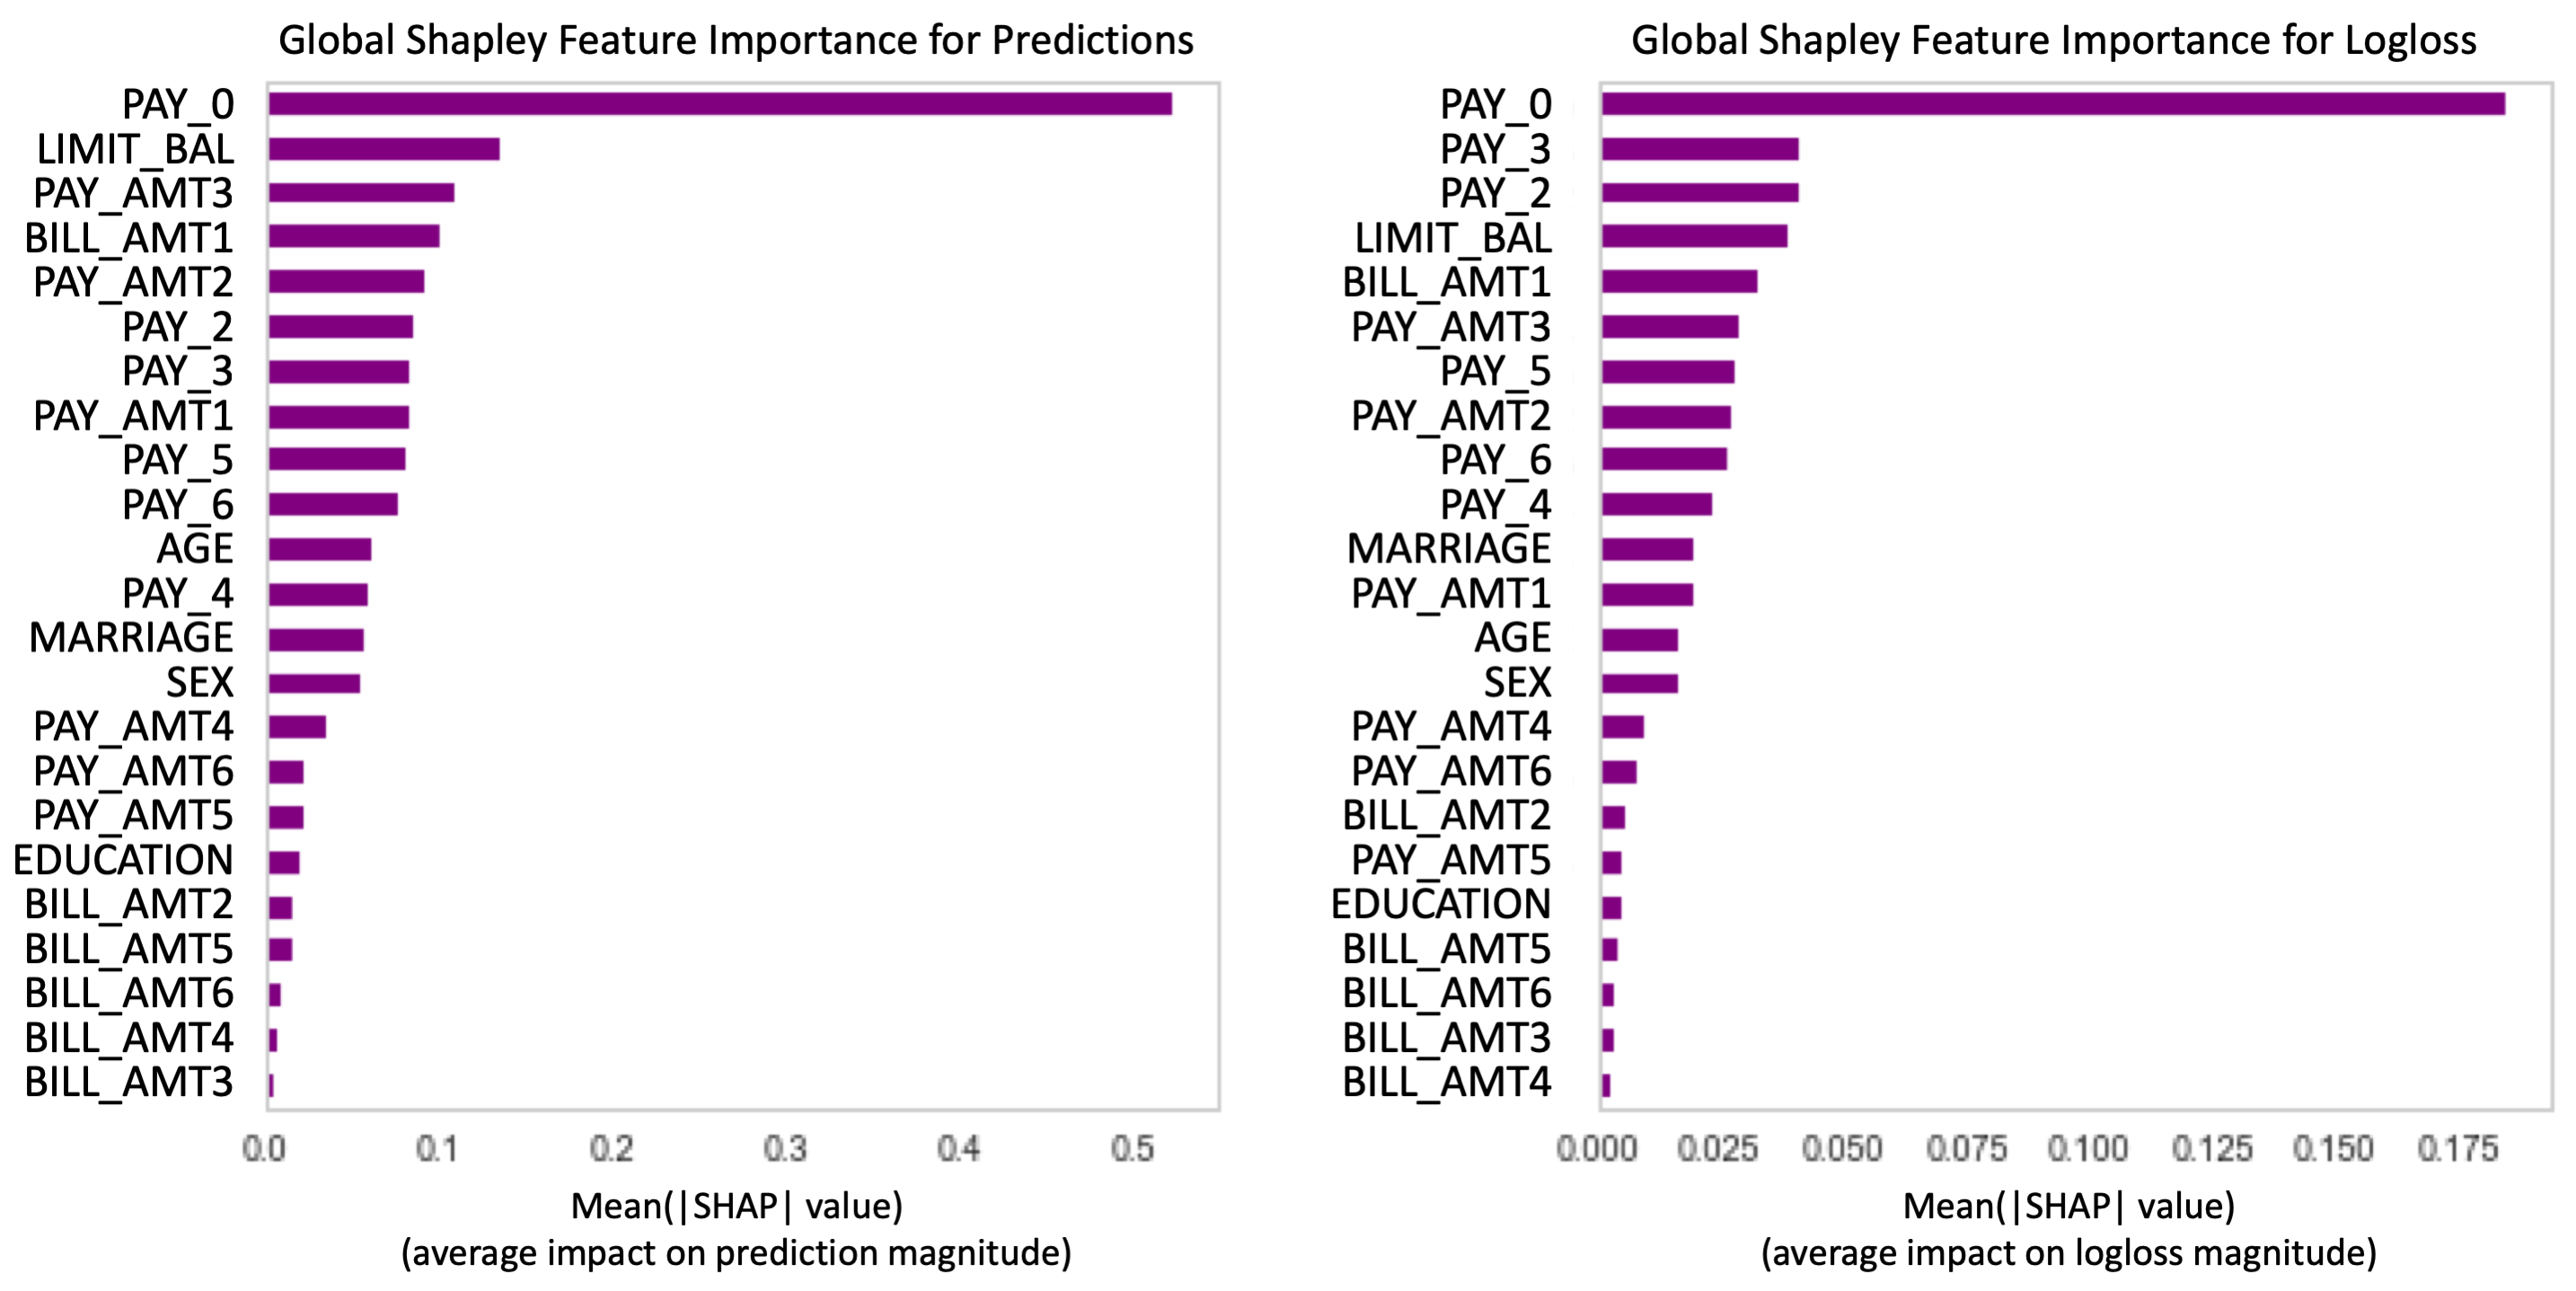 Global Shapley Feature Importance for Predictions
PAY_0
LIMIT_BAL
PAY_AMT3
BILL_AMT1
PAY_AMT2
PAY_2
PAY_3
PAY_AMT1
PAY_5
PAY_6
AGE
PAY_4
MARRIAGE
SEX
PAY_AMT4
PAY_AMT6
PAY_AMT5
EDUCATION
BILL_AMT2
BILL_AMT5
BILL_AMT6
BILL_AMT4
BILL_AMT3
0.0 0.1 0.2 0.3 0.4 0.5
Mean(|SHAP| value)
(average impact on prediction magnitude)
Global Shapley Feature Importance for Logloss
PAY_0
PAY_3
PAY_2
LIMIT_BAL
BILL_AMT1
PAY_AMT3
PAY_5
PAY_AMT2
PAY_6
PAY_4
MARRIAGE
PAY_AMT1
AGE
SEX
PAY_AMT4
PAY_AMT6
BILL_AMT2
PAY_AMT5
EDUCATION
BILL_AMT5
BILL_AMT6
BILL_AMT3
BILL_AMT4
0.000 0.025 0.050 0.075 0.100 0.125 0.150 0.175
Mean(|SHAP| value)
(average impact on logloss magnitude)